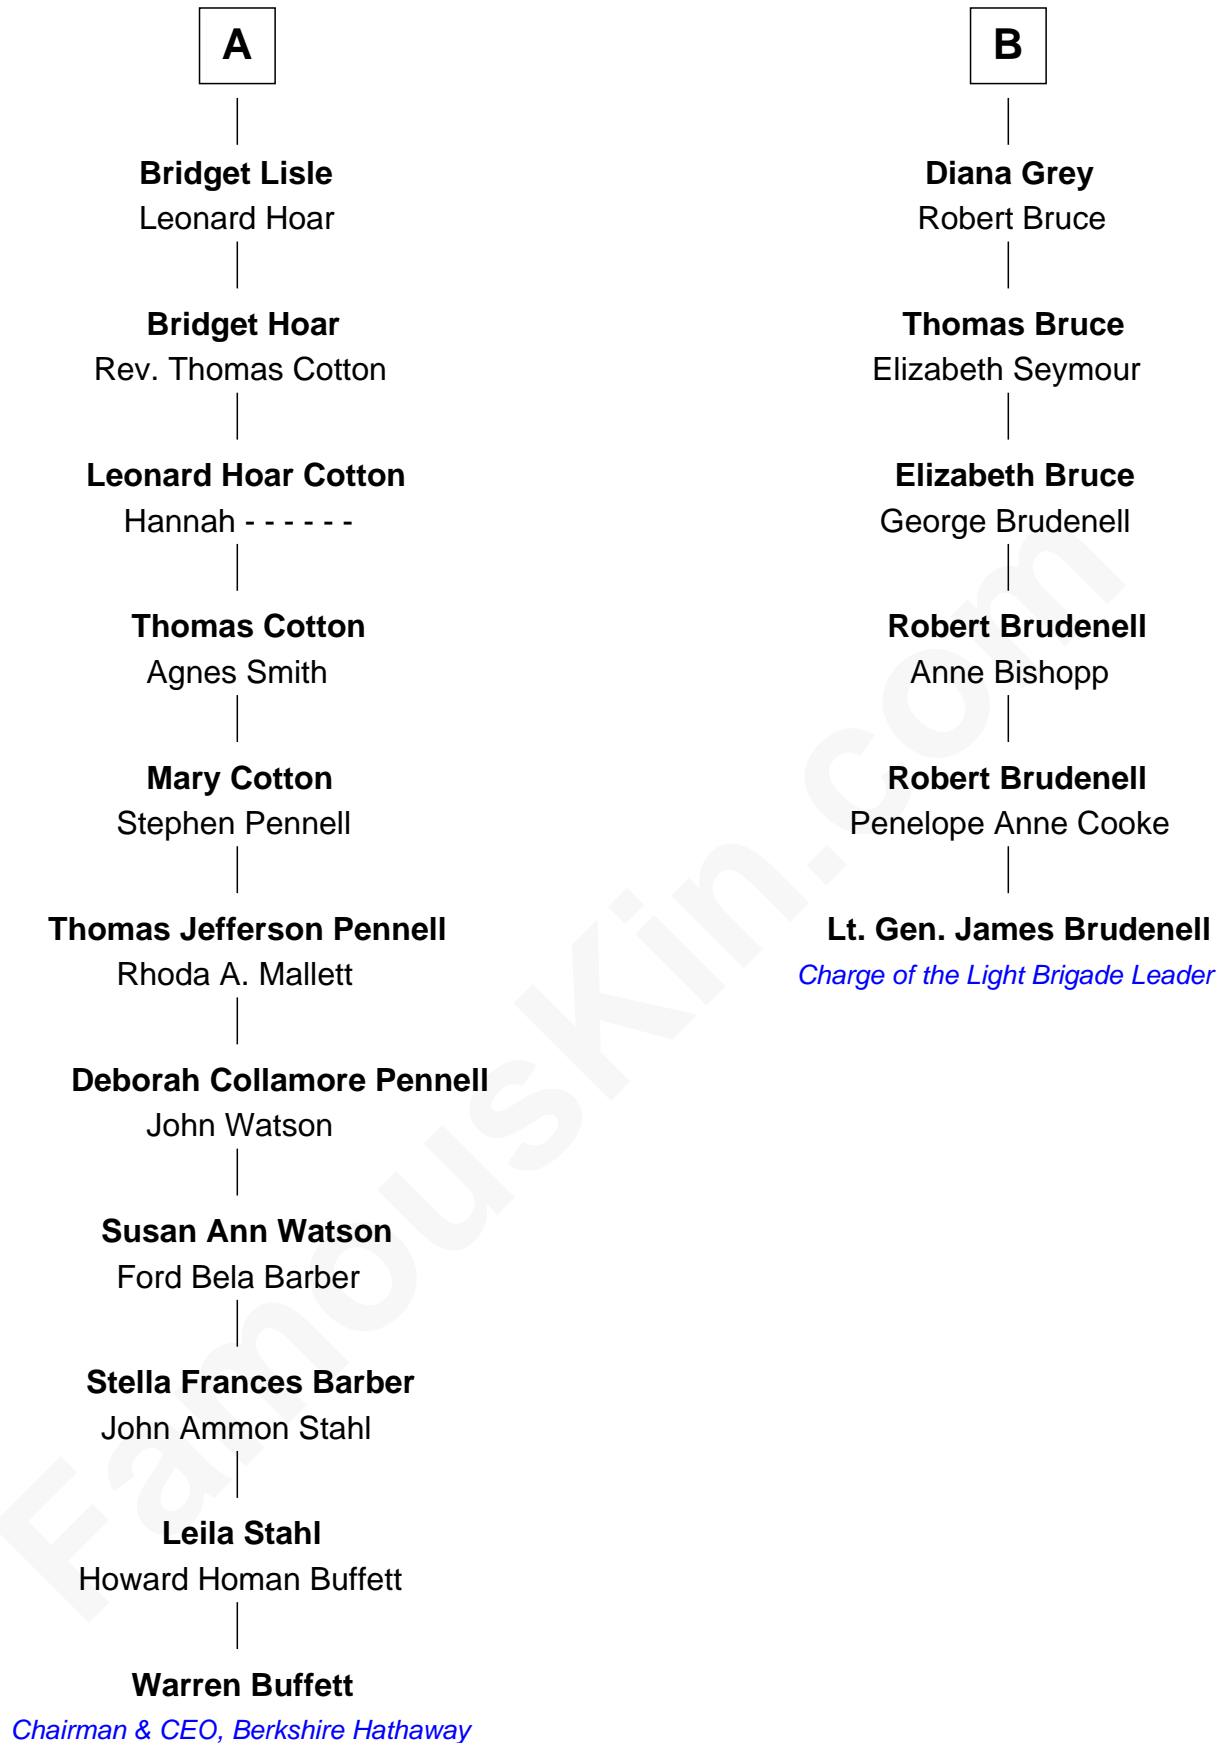 A
Bridget Lisle
Leonard Hoar
Bridget Hoar
Rev. Thomas Cotton
Leonard Hoar Cotton
Hannah - - - - - -
Thomas Cotton
Agnes Smith
Mary Cotton
Stephen Pennell
Thomas Jefferson Pennell
Rhoda A. Mallett
Deborah Collamore Pennell
John Watson
Susan Ann Watson
Ford Bela Barber
Stella Frances Barber
John Ammon Stahl
Leila Stahl
Howard Homan Buffett
Warren Buffett
Chairman & CEO, Berkshire Hathaway
B
Diana Grey
Robert Bruce
Thomas Bruce
Elizabeth Seymour
Elizabeth Bruce
George Brudenell
Robert Brudenell
Anne Bishopp
Robert Brudenell
Penelope Anne Cooke
Lt. Gen. James Brudenell
Charge of the Light Brigade Leader
FamousKin.com